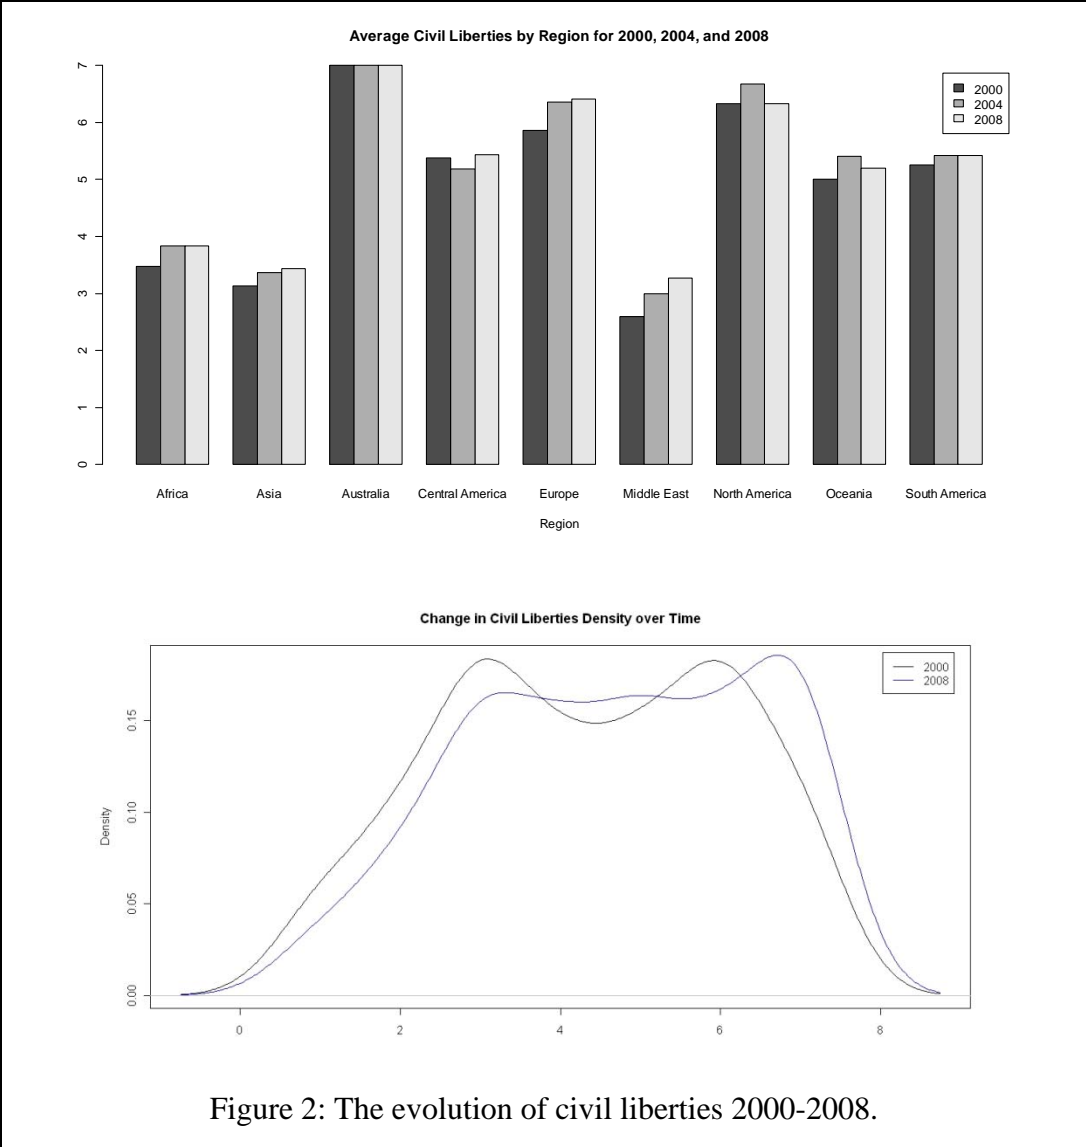 Average Civil Liberties by Region for 2000, 2004, and 2008
7
6
5
4
3
2
1
0
2000
2004
2008
Africa Asia Australia Central America Europe Middle East North America Oceania South America
Region
Change in Civil Liberties Density over Time
2000
2008
Density
0.15
0.10
0.05
0.00
0 2 4 6 8
Figure 2: The evolution of civil liberties 2000-2008.